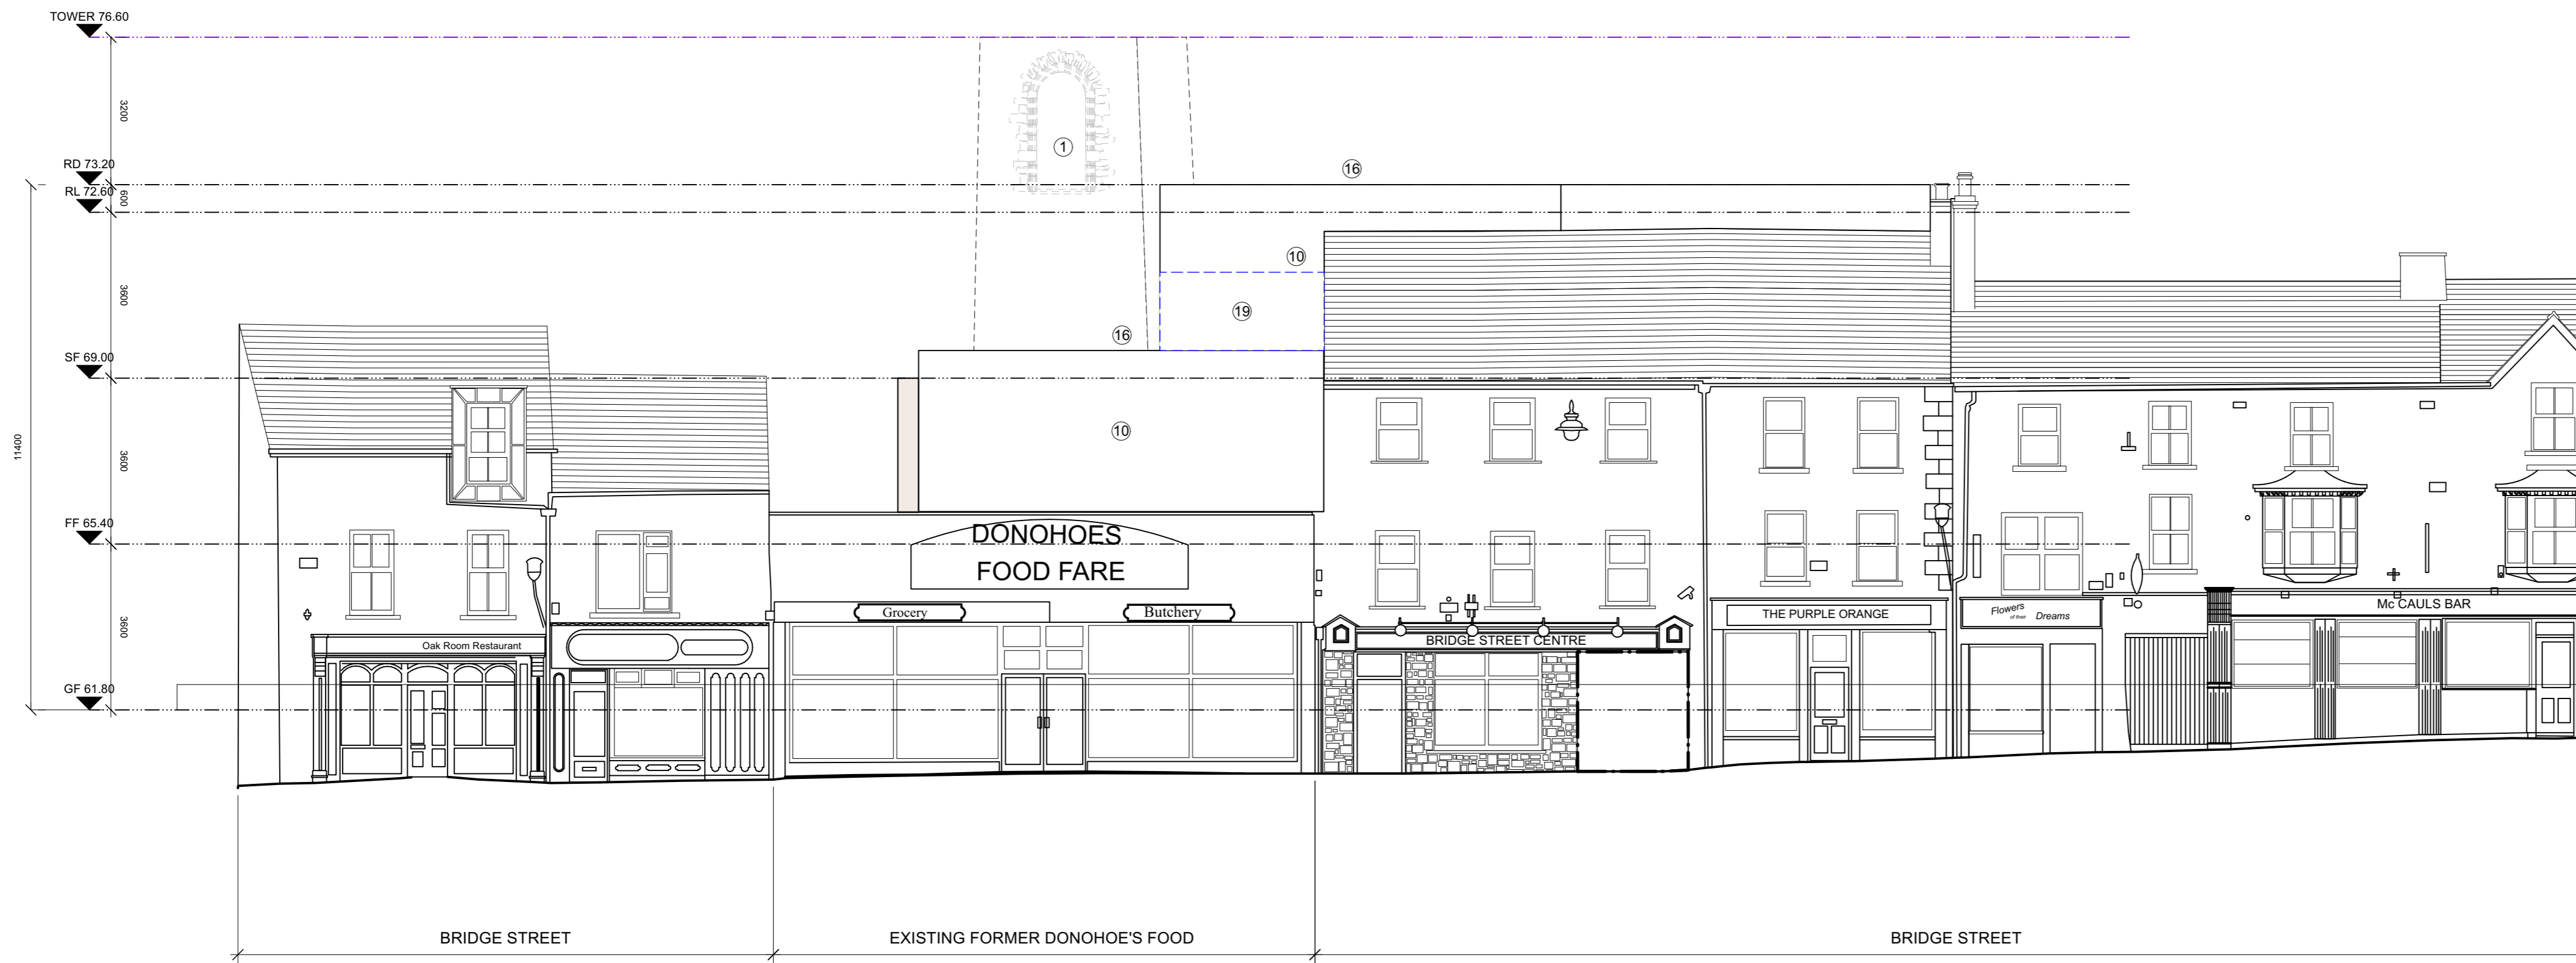 TOWER 76.60
3200
1
RD 73.20
16
RL 72.60
600
10
3600
19
16
SF 69.00
10
11400
3600
FF 65.40
DONOHOES
FOOD FARE
Grocery
Butchery
3600
THE PURPLE ORANGE
Flowers
of their
Dreams
Mc CAULS BAR
Oak Room Restaurant
BRIDGE STREET CENTRE
GF 61.80
BRIDGE STREET
EXISTING FORMER DONOHOE'S FOOD
BRIDGE STREET